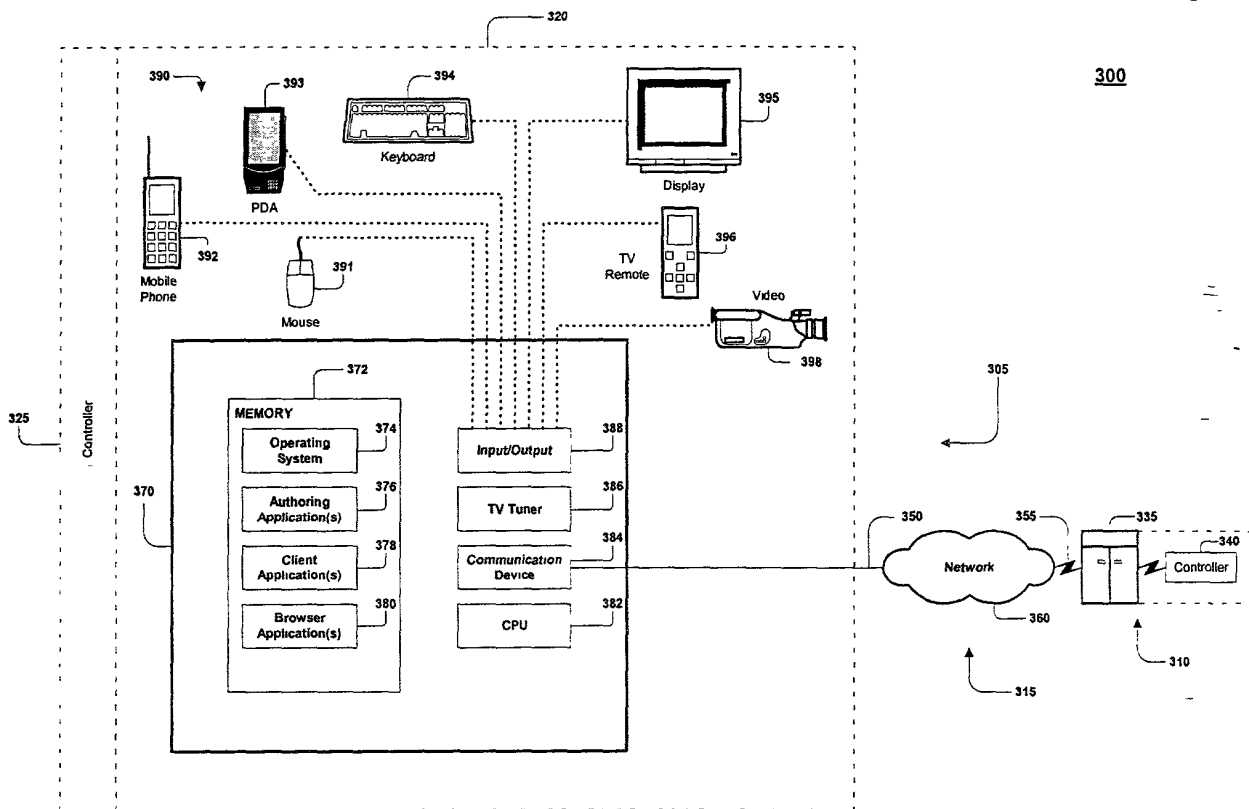 320
300
390
393
394
395
Keyboard
Display
PDA
392
391
396
TV
Remote
Mobile
Phone
Mouse
Video
398
372
305
325
Controller
MEMORY
374
Operating
System
Input/Output
388
370
376
Authoring
Application(s)
TV Tuner
386
378
Client
Application(s)
Communication
Device
384
350
Network
355
335
340
Controller
380
Browser
Application(s)
CPU
382
360
310
315